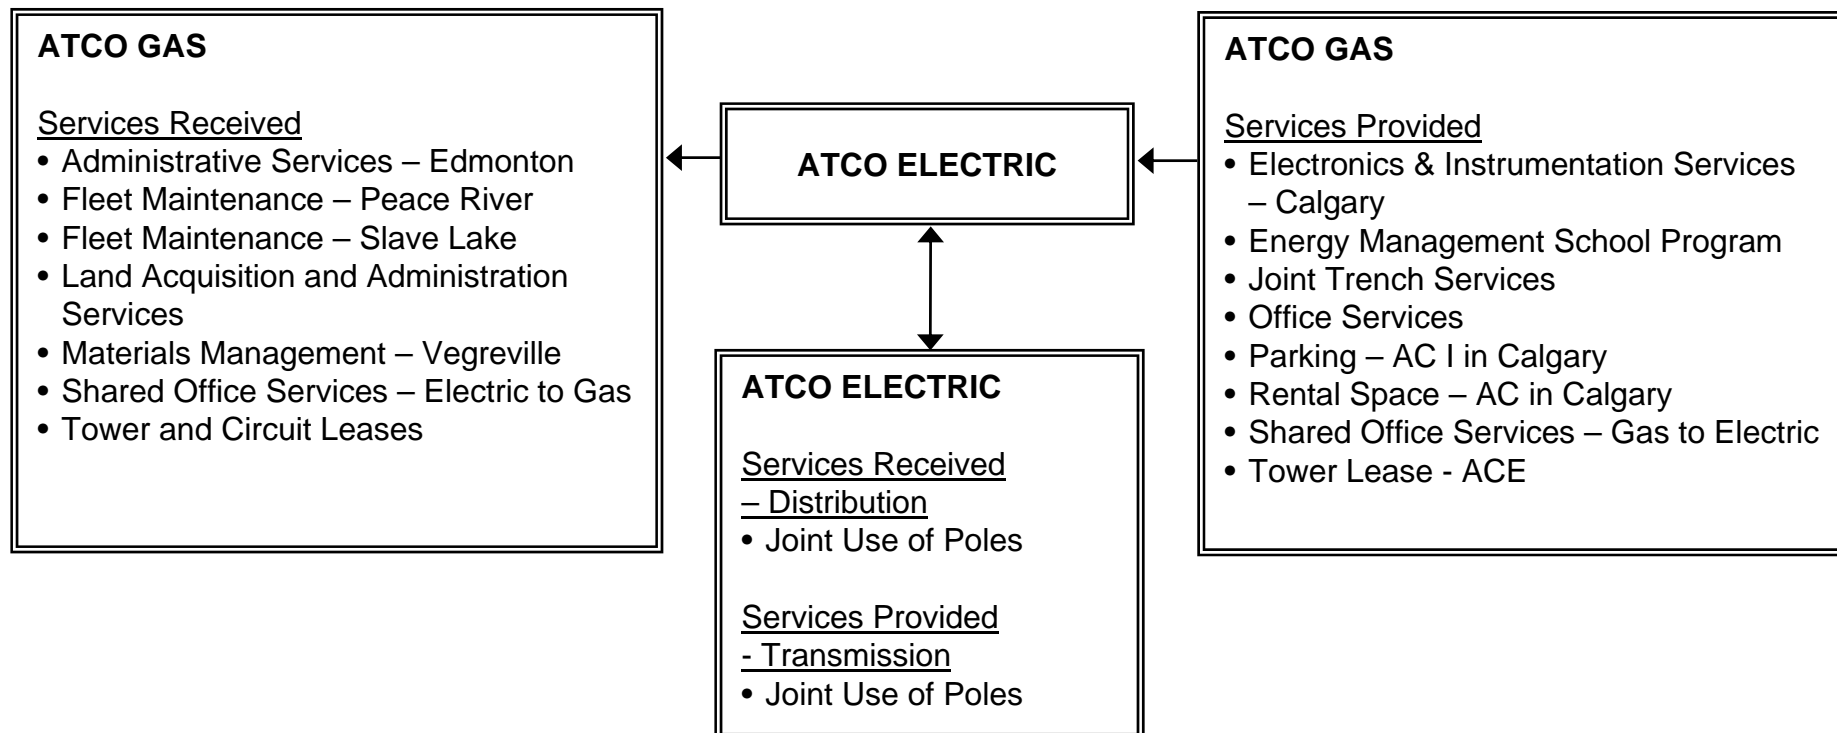 ATCO GAS
Services Received
• Administrative Services – Edmonton
• Fleet Maintenance – Peace River
• Fleet Maintenance – Slave Lake
• Land Acquisition and Administration
Services
• Materials Management – Vegreville
• Shared Office Services – Electric to Gas
• Tower and Circuit Leases
ATCO ELECTRIC
ATCO ELECTRIC
Services Received
– Distribution
• Joint Use of Poles
Services Provided
- Transmission
• Joint Use of Poles
ATCO GAS
Services Provided
• Electronics & Instrumentation Services
– Calgary
• Energy Management School Program
• Joint Trench Services
• Office Services
• Parking – AC I in Calgary
• Rental Space – AC in Calgary
• Shared Office Services – Gas to Electric
• Tower Lease - ACE